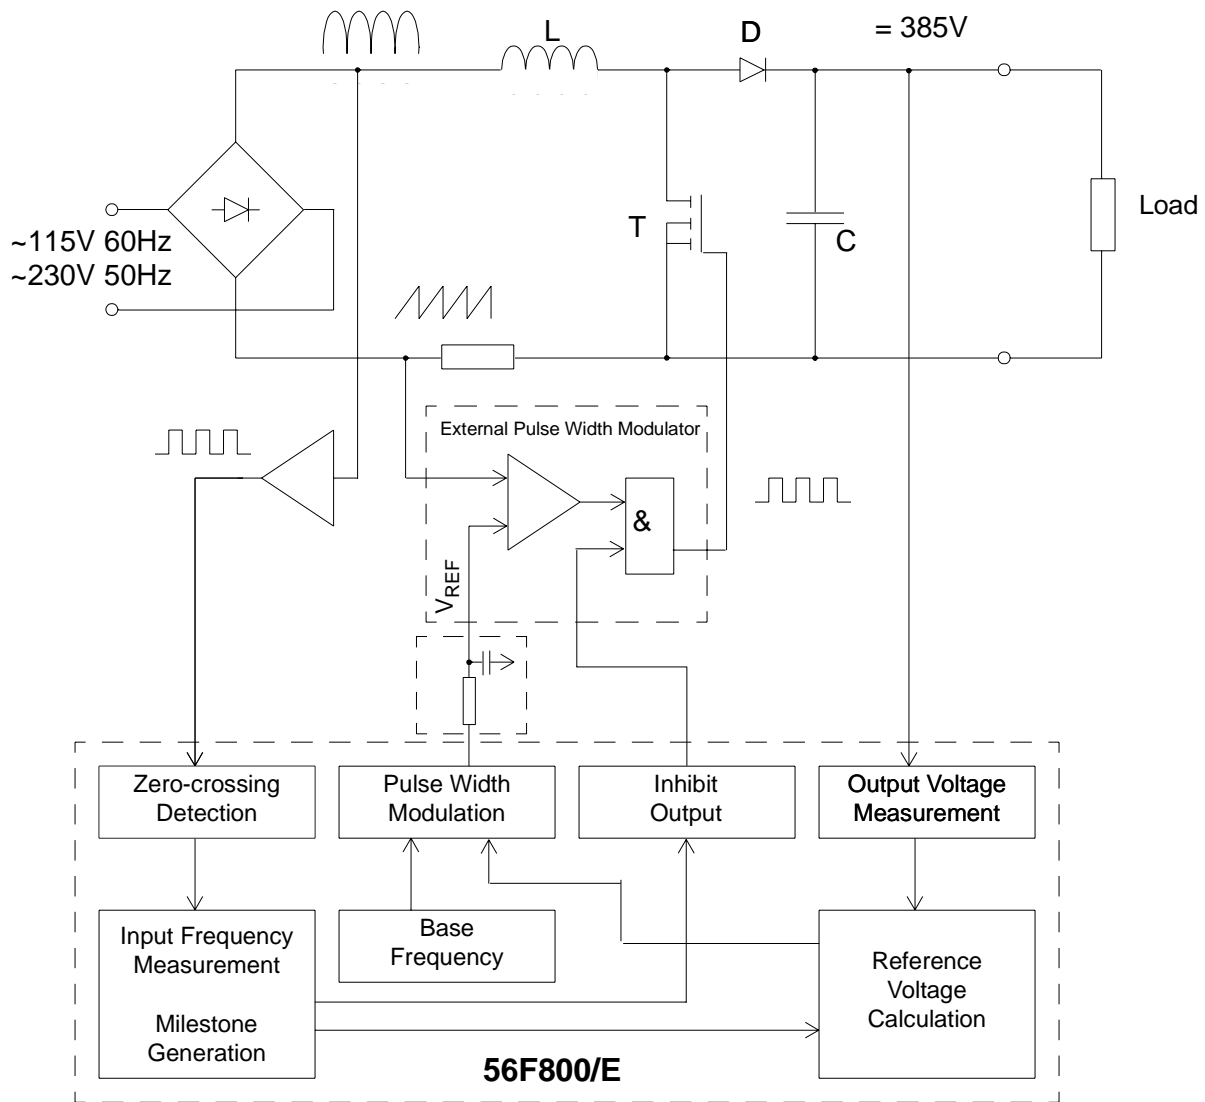 L
D
= 385V
T
C
Load
~115V 60Hz
~230V 50Hz
External Pulse Width Modulator
&
VREF
Zero-crossing
Detection
Pulse Width
Modulation
Inhibit
Output
Output Voltage
Measurement
Input Frequency
Measurement
Milestone
Generation
Base
Frequency
Reference
Voltage
Calculation
56F800/E